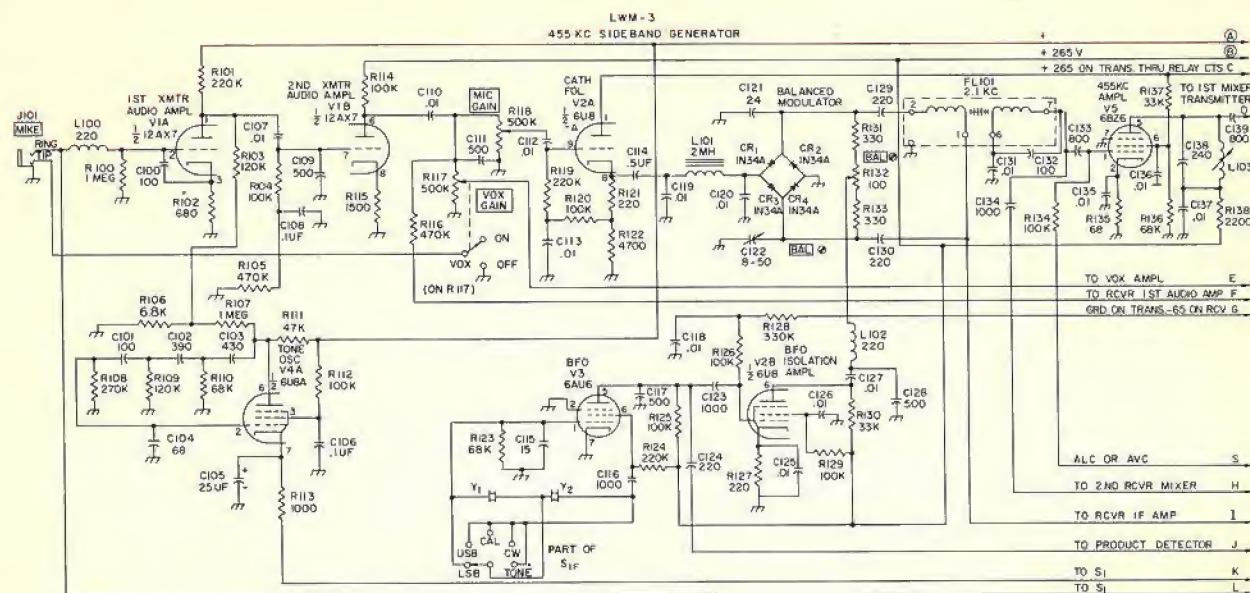 LWM-3
455 KC SIDEBAND GENERATOR
+ A
+ 265 V B
+ 265 ON TRANS. THRU RELAY CTS C
R101
220K
1ST XMTR
AUDIO AMPL
V1A
½ 12AX7
2ND XMTR
AUDIO AMPL
V1B
½ 12AX7
R114
100K
C110
.01
MIC
GAIN
R118
500K
CATH
FOL
V2A
½ 6U8
A
C121
24
BALANCED
MODULATOR
C129
220
FL101
2.1 KC
455KC
AMPL
V5
6BZ6
R137
33K
TO 1ST MIXER
TRANSMITTER
D
C139
800
J101
MIKE
RING
TIP
L100
220
R100
1 MEG
C100
100
R102
680
C107
.01
R103
120K
R104
100K
C109
500
C108
.1UF
R115
1500
C111
500
C112
.01
R117
500K
R116
470K
VOX
GAIN
ON
VOX
OFF
(ON R117)
R119
220K
R120
100K
C113
.01
C114
.5UF
R121
220
R122
4700
L101
2MH
C119
.01
C120
.01
CR1
IN34A
CR2
IN34A
CR3
IN34A
CR4
IN34A
C122
8-50
BAL
R131
330
BAL
R132
100
R133
330
C130
220
C131
.01
C132
100
C133
800
C134
1000
R134
100K
C135
.01
R135
68
C136
.01
R136
68K
C138
240
L103
C137
.01
R138
2200
R105
470K
R106
6.8K
R107
1 MEG
R111
47K
C101
100
C102
390
C103
430
TONE
OSC
V4A
½ 6U8A
R112
100K
R108
270K
R109
120K
R110
68K
C104
68
C105
25UF
C106
.1UF
R113
1000
TO VOX AMPL E
TO RCVR 1ST AUDIO AMP F
GRD ON TRANS.-65 ON RCV G
C118
.01
R126
100K
R128
330K
BFO
ISOLATION
AMPL
V2B
½ 6U8
L102
220
C127
.01
C128
500
C126
.01
R130
33K
BFO
V3
6AU6
C117
500
R125
100K
C123
1000
R123
68K
C115
15
R124
220K
C116
1000
C124
220
R127
220
C125
.01
R129
100K
Y1
Y2
USB
CAL
CW
LSB
TONE
PART OF
S1F
ALC OR AVC S
TO 2ND RCVR MIXER H
TO RCVR IF AMP I
TO PRODUCT DETECTOR J
TO S1 K
TO S1 L